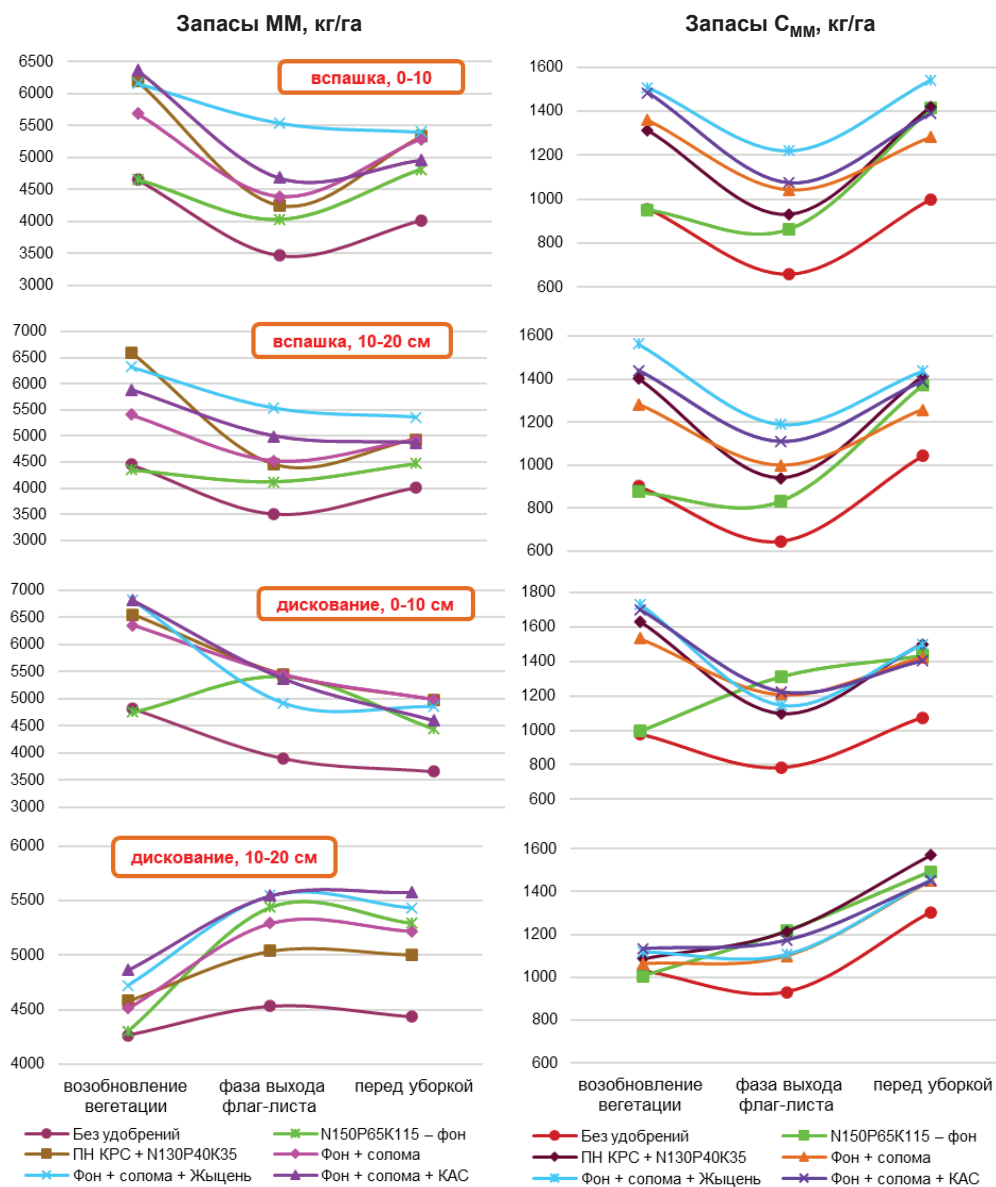 Запасы ММ, кг/га
6500
6000
5500
5000
4500
4000
3500
3000
вспашка, 0-10
Запасы СММ, кг/га
1600
1400
1200
1000
800
600
7000
6500
6000
5500
5000
4500
4000
3500
3000
вспашка, 10-20 см
1600
1400
1200
1000
800
600
7000
6500
6000
5500
5000
4500
4000
3500
3000
дискование, 0-10 см
1800
1600
1400
1200
1000
800
600
6000
5500
5000
4500
4000
дискование, 10-20 см
возобновление вегетации
фаза выхода флаг-листа
перед уборкой
1600
1400
1200
1000
800
600
возобновление вегетации
фаза выхода флаг-листа
перед уборкой
Без удобрений
N150P65K115 – фон
ПН КРС + N130P40K35
Фон + солома
Фон + солома + Жыцень
Фон + солома + КАС
Без удобрений
N150P65K115 – фон
ПН КРС + N130P40K35
Фон + солома
Фон + солома + Жыцень
Фон + солома + КАС